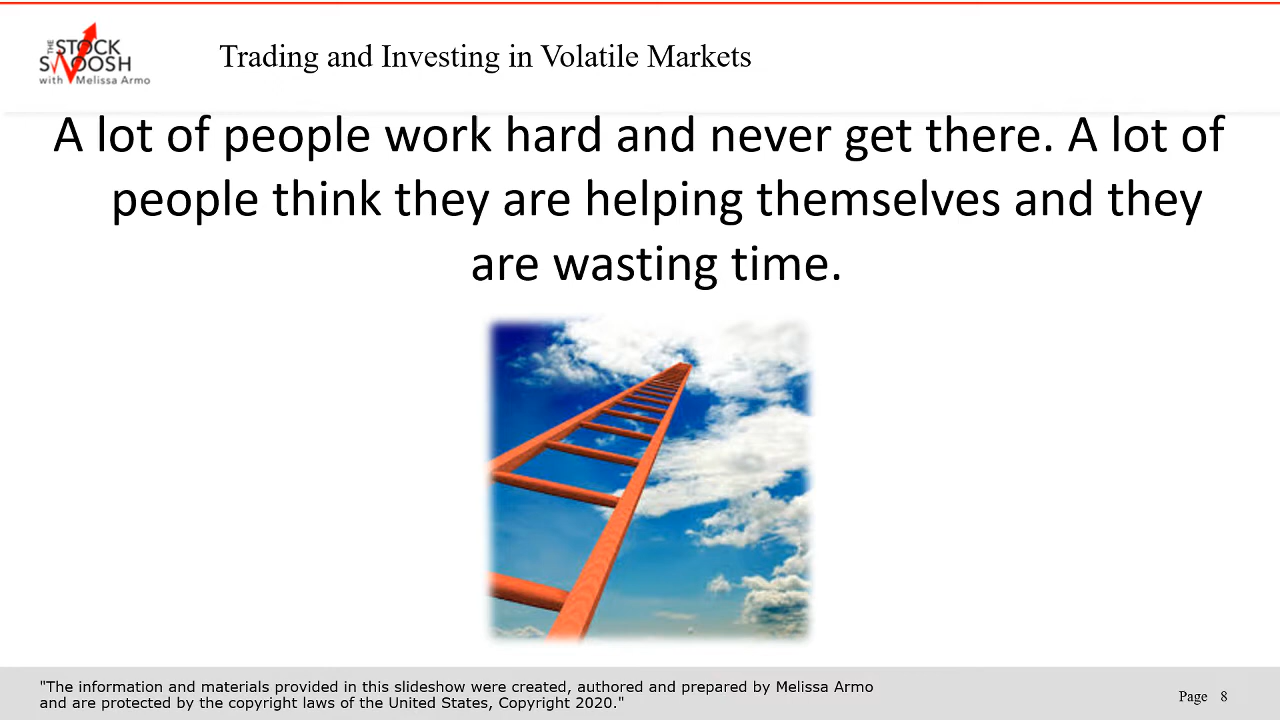 THE
STOCK
SWOOSH
with Melissa Armo
Trading and Investing in Volatile Markets
A lot of people work hard and never get there. A lot of
people think they are helping themselves and they
are wasting time.
"The information and materials provided in this slideshow were created, authored and prepared by Melissa Armo
and are protected by the copyright laws of the United States, Copyright 2020."
Page 8